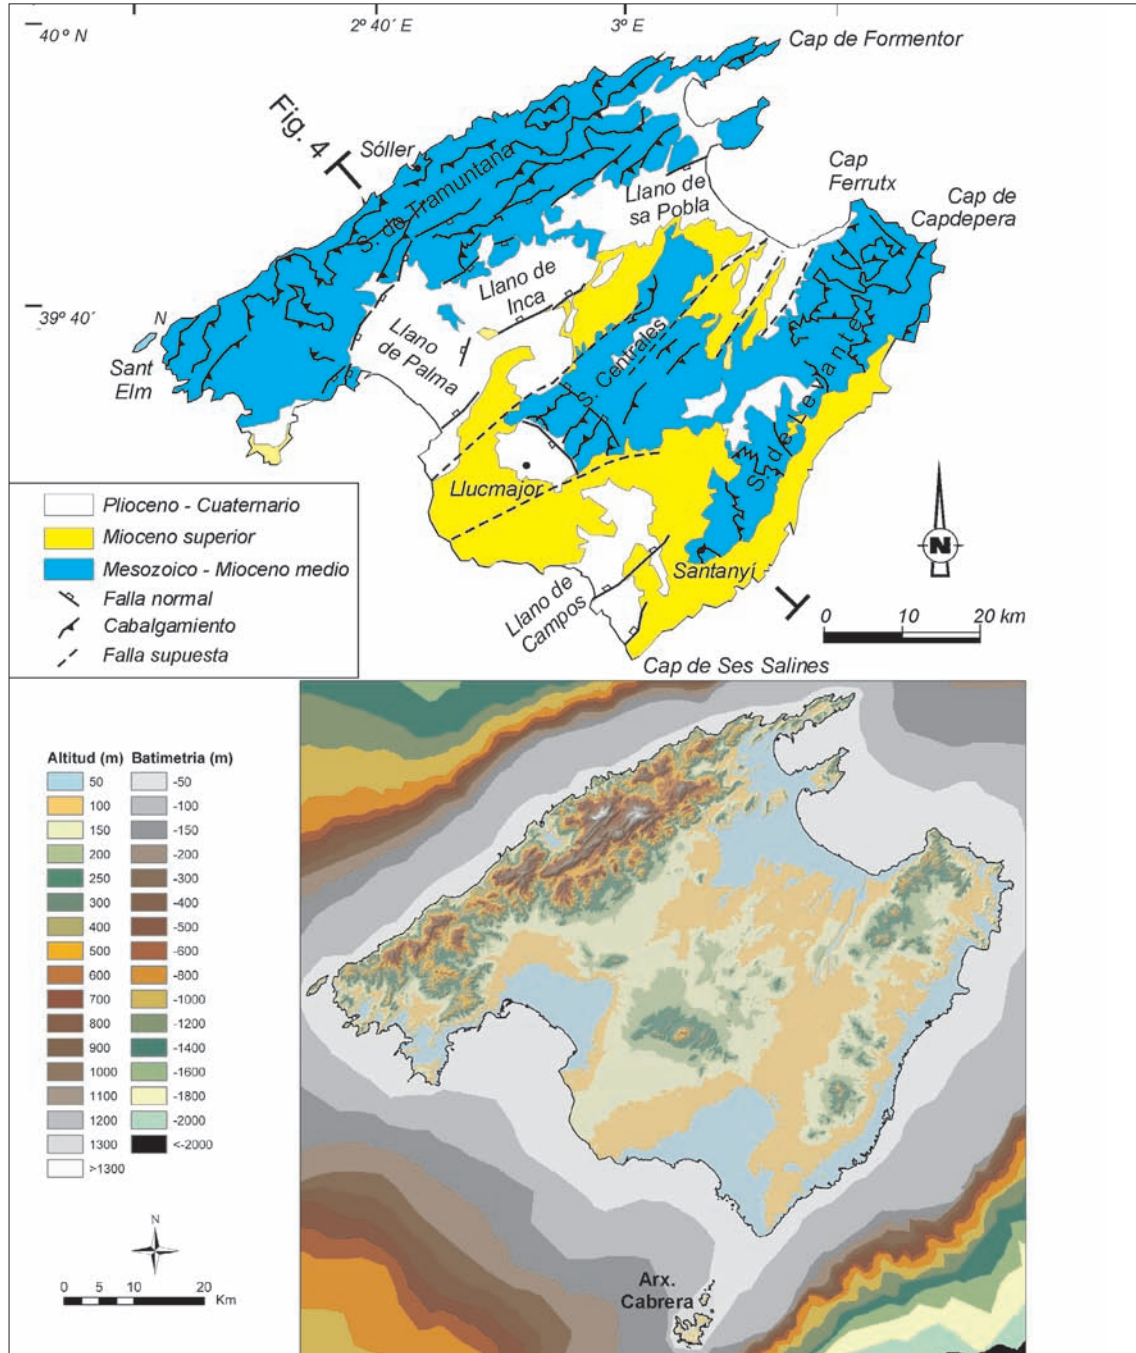 40º N
2º 40´ E
3º E
Cap de Formentor
Fig. 4
Sóller
S. de Tramuntana
Cap
Ferrutx
Cap de
Capdepera
Llano de
sa Pobla
39º 40´
N
Sant
Elm
Llano de
Inca
Llano
de Palma
S. Centrales
S. de Levante
Llucmajor
Santanyí
Llano de
Campos
Cap de Ses Salines
N
0 10 20 km
Plioceno - Cuaternario
Mioceno superior
Mesozoico - Mioceno medio
Falla normal
Cabalgamiento
Falla supuesta
Altitud (m) Batimetria (m)
50 -50
100 -100
150 -150
200 -200
250 -300
300 -400
400 -500
500 -600
600 -800
700 -1000
800 -1200
900 -1400
1000 -1600
1100 -1800
1200 -2000
1300 <-2000
>1300
N
0 5 10 20
Km
Arx.
Cabrera